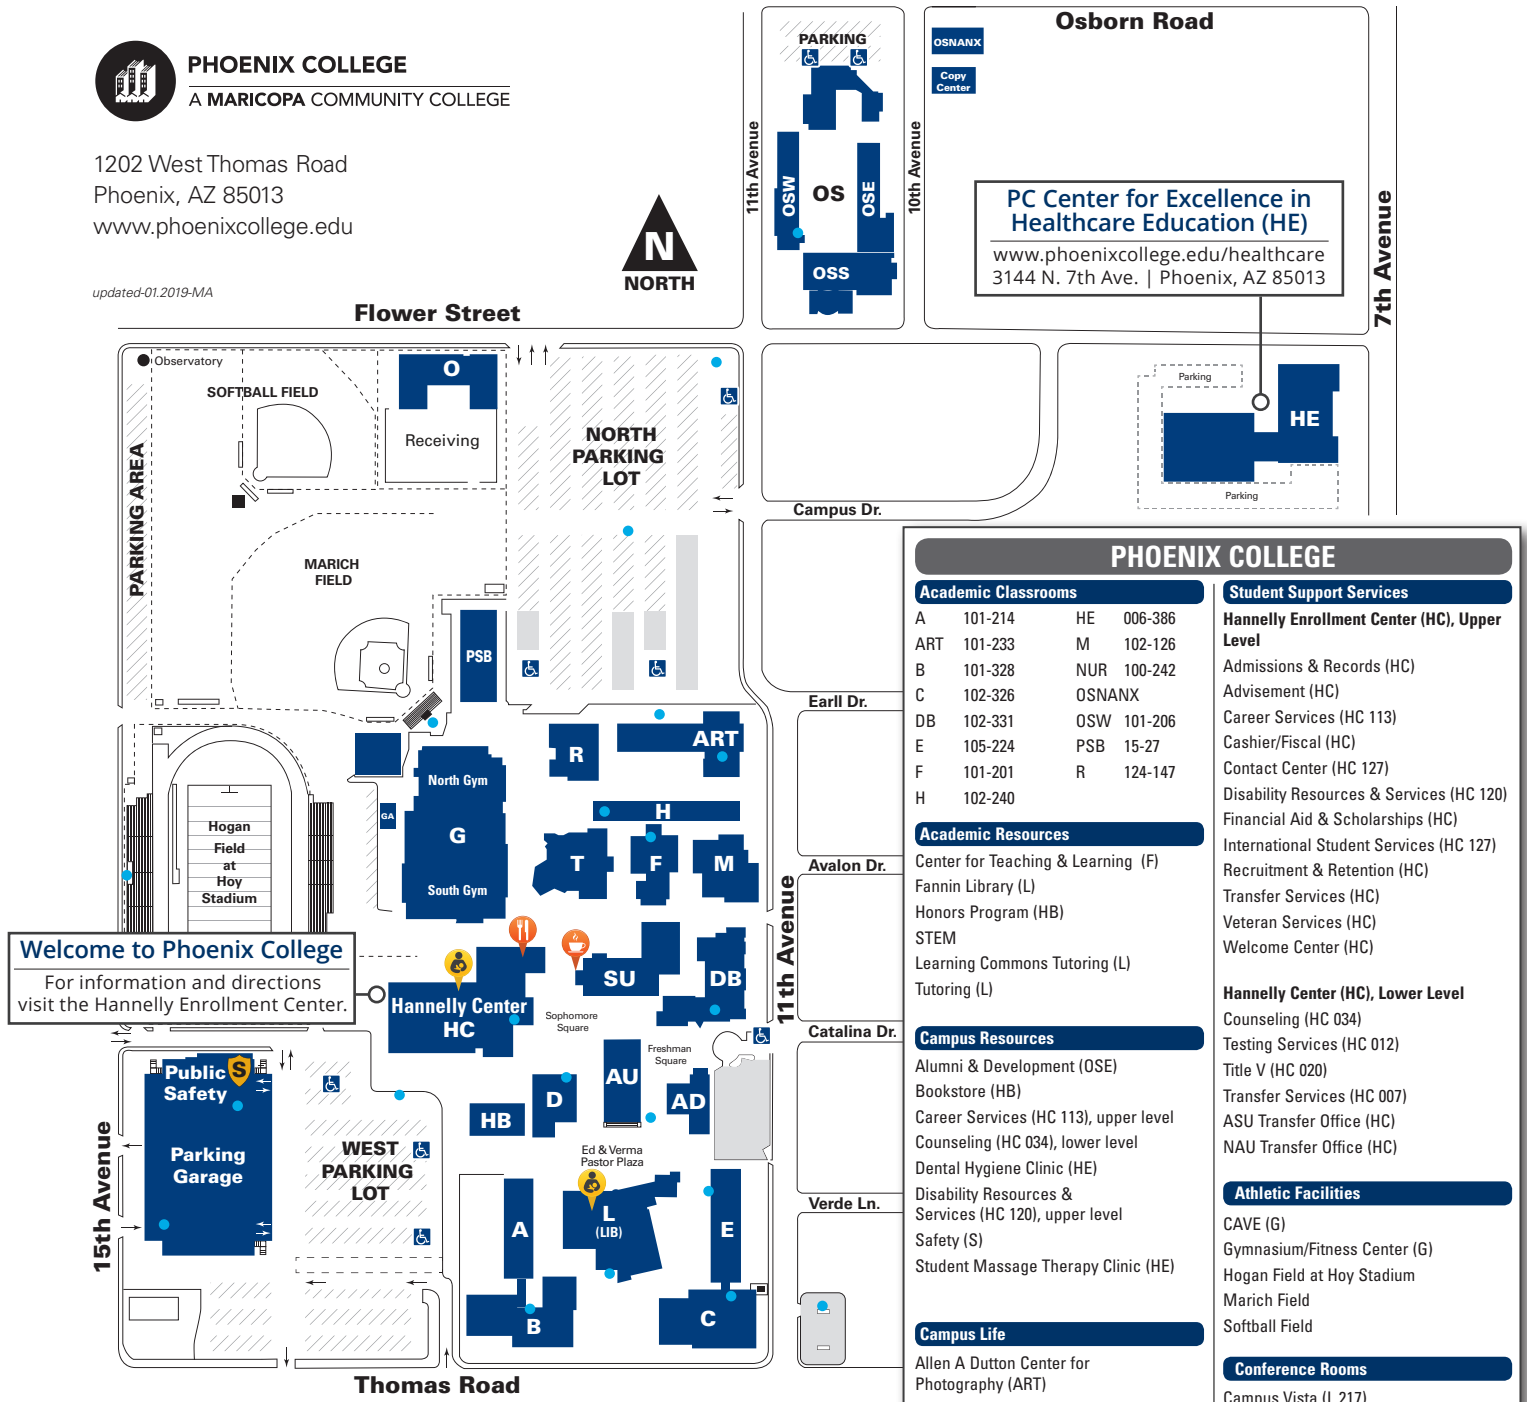 PHOENIX COLLEGE
A MARICOPA COMMUNITY COLLEGE
1202 West Thomas Road
Phoenix, AZ 85013
www.phoenixcollege.edu
updated-01.2019-MA
N
NORTH
Osborn Road
PARKING
OSNANX
Copy
Center
11th Avenue
10th Avenue
7th Avenue
OSW
OS
OSE
OSS
PC Center for Excellence in
Healthcare Education (HE)
www.phoenixcollege.edu/healthcare
3144 N. 7th Ave. | Phoenix, AZ 85013
Flower Street
Observatory
SOFTBALL FIELD
O
Receiving
NORTH
PARKING
LOT
PARKING AREA
Parking
HE
Parking
Campus Dr.
MARICH
FIELD
PSB
Earll Dr.
ART
R
North Gym
GA
G
South Gym
H
T
F
M
Avalon Dr.
Hogan
Field
at
Hoy
Stadium
11th Avenue
Welcome to Phoenix College
For information and directions
visit the Hannelly Enrollment Center.
Hannelly Center
HC
SU
DB
Sophomore
Square
Catalina Dr.
Freshman
Square
Public
Safety
S
AU
AD
D
HB
Parking
Garage
WEST
PARKING
LOT
15th Avenue
Ed & Verma
Pastor Plaza
A
L
(LIB)
E
Verde Ln.
B
C
Thomas Road
PHOENIX COLLEGE
Academic Classrooms
A 101-214 HE 006-386
ART 101-233 M 102-126
B 101-328 NUR 100-242
C 102-326 OSNANX
DB 102-331 OSW 101-206
E 105-224 PSB 15-27
F 101-201 R 124-147
H 102-240
Academic Resources
Center for Teaching & Learning (F)
Fannin Library (L)
Honors Program (HB)
STEM
Learning Commons Tutoring (L)
Tutoring (L)
Campus Resources
Alumni & Development (OSE)
Bookstore (HB)
Career Services (HC 113), upper level
Counseling (HC 034), lower level
Dental Hygiene Clinic (HE)
Disability Resources &
Services (HC 120), upper level
Safety (S)
Student Massage Therapy Clinic (HE)
Campus Life
Allen A Dutton Center for
Photography (ART)
Student Support Services
Hannelly Enrollment Center (HC), Upper
Level
Admissions & Records (HC)
Advisement (HC)
Career Services (HC 113)
Cashier/Fiscal (HC)
Contact Center (HC 127)
Disability Resources & Services (HC 120)
Financial Aid & Scholarships (HC)
International Student Services (HC 127)
Recruitment & Retention (HC)
Transfer Services (HC)
Veteran Services (HC)
Welcome Center (HC)
Hannelly Center (HC), Lower Level
Counseling (HC 034)
Testing Services (HC 012)
Title V (HC 020)
Transfer Services (HC 007)
ASU Transfer Office (HC)
NAU Transfer Office (HC)
Athletic Facilities
CAVE (G)
Gymnasium/Fitness Center (G)
Hogan Field at Hoy Stadium
Marich Field
Softball Field
Conference Rooms
Campus Vista (L 217)